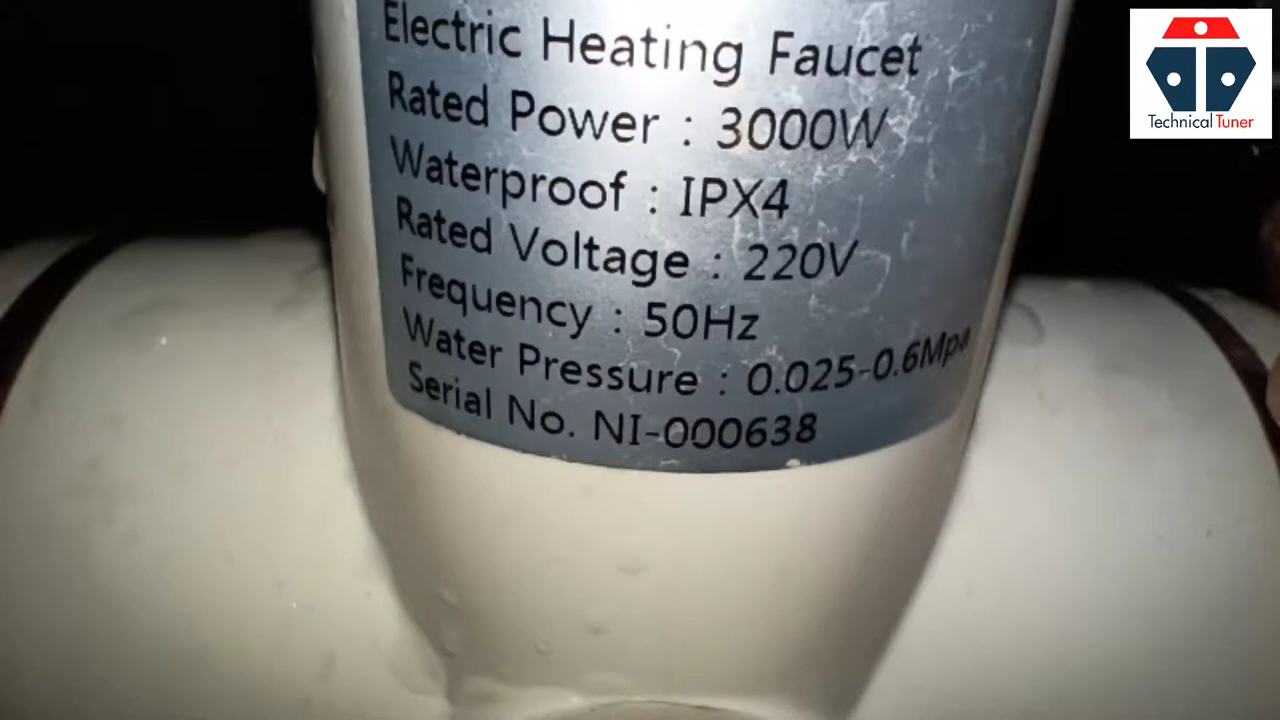 Electric Heating Faucet
Rated Power : 3000W
Waterproof : IPX4
Rated Voltage : 220V
Frequency : 50Hz
Water Pressure : 0.025-0.6Mpa
Serial No. NI-000638
Technical Tuner